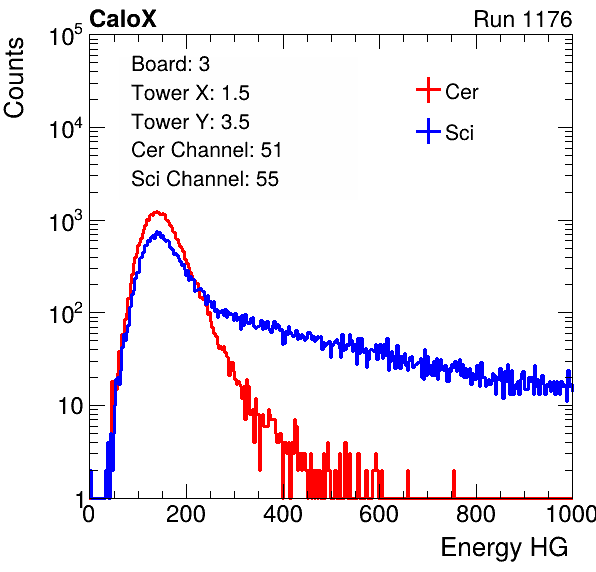 CaloX
Run 1176
Counts
10^5
10^4
10^3
10^2
10
1
Board: 3
Tower X: 1.5
Tower Y: 3.5
Cer Channel: 51
Sci Channel: 55
Cer
Sci
0 200 400 600 800 1000
Energy HG